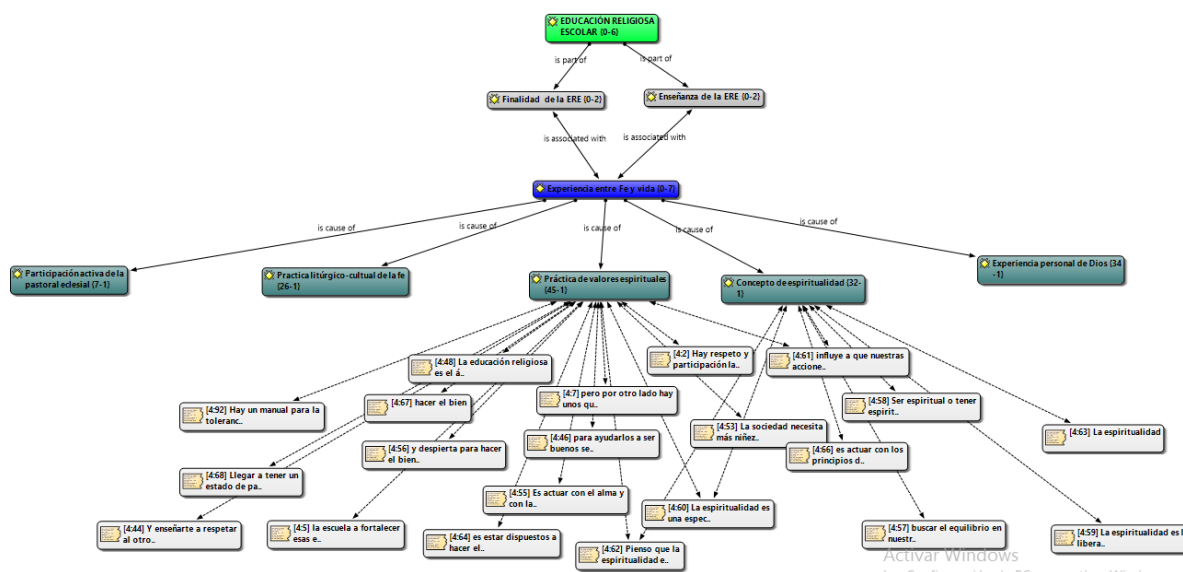 EDUCACIÓN RELIGIOSA
ESCOLAR {0-6}
is part of
is part of
Finalidad de la ERE {0-2}
Enseñanza de la ERE {0-2}
is associated with
is associated with
Experiencia entre Fe y vida {0-7}
is cause of
is cause of
is cause of
is cause of
is cause of
Participación activa de la
pastoral eclesial {7-1}
Practica litúrgico-cultual de la fe
{26-1}
Práctica de valores espirituales
{45-1}
Concepto de espiritualidad {32-
1}
Experiencia personal de Dios {34
-1}
[4:48] La educación religiosa
es el á..
[4:2] Hay respeto y
participación la..
[4:61] influye a que nuestras
accione..
[4:92] Hay un manual para la
toleranc..
[4:67] hacer el bien
[4:7] pero por otro lado hay
unos qu..
[4:58] Ser espiritual o tener
espirit..
[4:56] y despierta para hacer
el bien..
[4:46] para ayudarlos a ser
buenos se..
[4:53] La sociedad necesita
más niñez..
[4:66] es actuar con los
principios d..
[4:63] La espiritualidad
[4:68] Llegar a tener un
estado de pa..
[4:55] Es actuar con el alma y
con la..
[4:60] La espiritualidad es
una espec..
[4:44] Y enseñarte a respetar
al otro..
[4:5] la escuela a fortalecer
esas e..
[4:64] es estar dispuestos a
hacer el..
[4:62] Pienso que la
espiritualidad e..
[4:57] buscar el equilibrio en
nuestr..
[4:59] La espiritualidad es l
libera..
Activar Windows